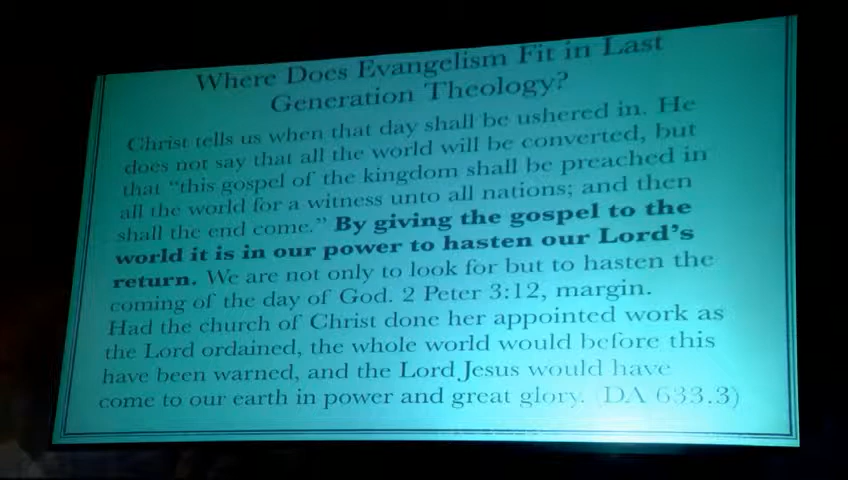 Where Does Evangelism Fit in Last
Generation Theology?
Christ tells us when that day shall be ushered in. He
does not say that all the world will be converted, but
that "this gospel of the kingdom shall be preached in
all the world for a witness unto all nations; and then
shall the end come." By giving the gospel to the
world it is in our power to hasten our Lord's
return. We are not only to look for but to hasten the
coming of the day of God. 2 Peter 3:12, margin.
Had the church of Christ done her appointed work as
the Lord ordained, the whole world would before this
have been warned, and the Lord Jesus would have
come to our earth in power and great glory. (DA 633.3)